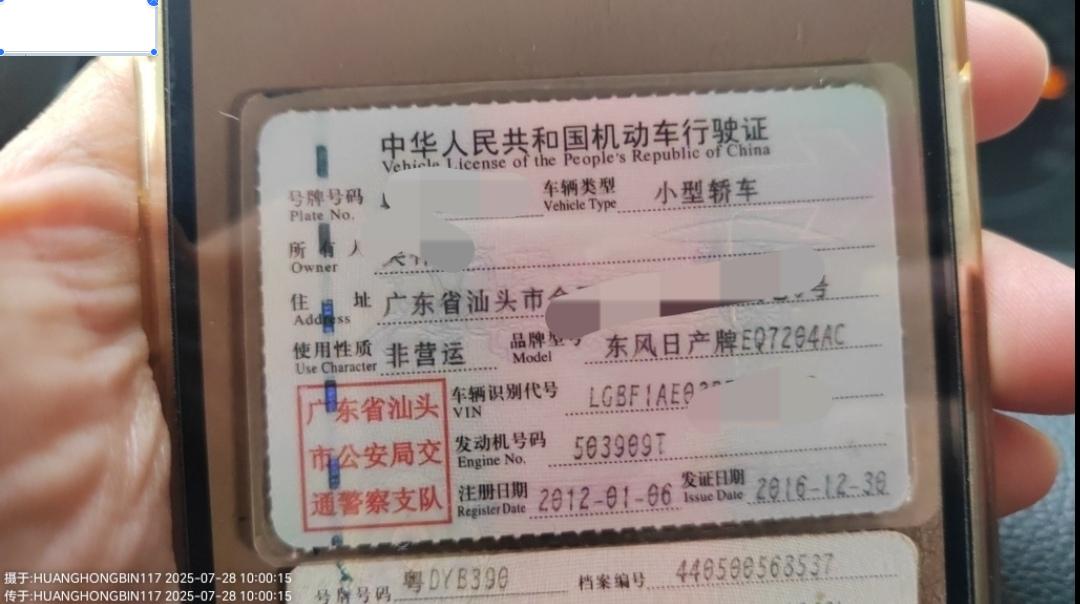 中华人民共和国机动车行驶证
Vehicle License of the People's Republic of China
号牌号码
Plate No.
车辆类型 小型轿车
Vehicle Type
所有人
Owner
住址 广东省汕头市
Address
使用性质 非营运
Use Character
品牌型号 东风日产牌EQ7204AC
Model
广东省汕头
市公安局交
通警察支队
车辆识别代号 LGBF1AE0
VIN
发动机号码 503909T
Engine No.
注册日期 2012-01-06
Register Date
发证日期 2016-12-30
Issue Date
号牌号码 粤DYB390
档案编号 440500568537
摄于:HUANGHONGBIN117 2025-07-28 10:00:15
传于:HUANGHONGBIN117 2025-07-28 10:00:15